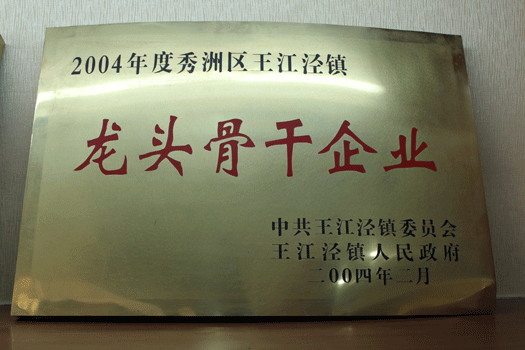 2004年度秀洲区王江泾镇
龙头骨干企业
中共王江泾镇委员会
王江泾镇人民政府
二00四年二月